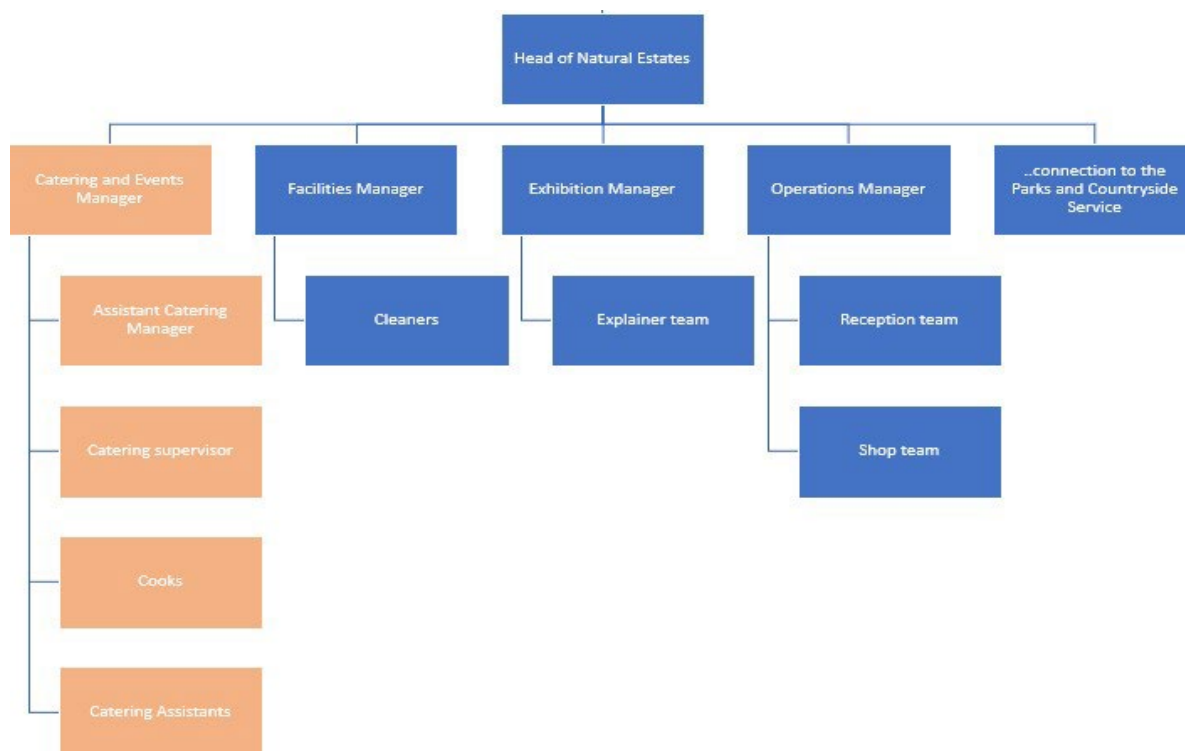 Head of Natural Estates
Catering and Events
Manager
Facilities Manager
Exhibition Manager
Operations Manager
..connection to the
Parks and Countryside
Service
Assistant Catering
Manager
Cleaners
Explainer team
Reception team
Catering supervisor
Shop team
Cooks
Catering Assistants